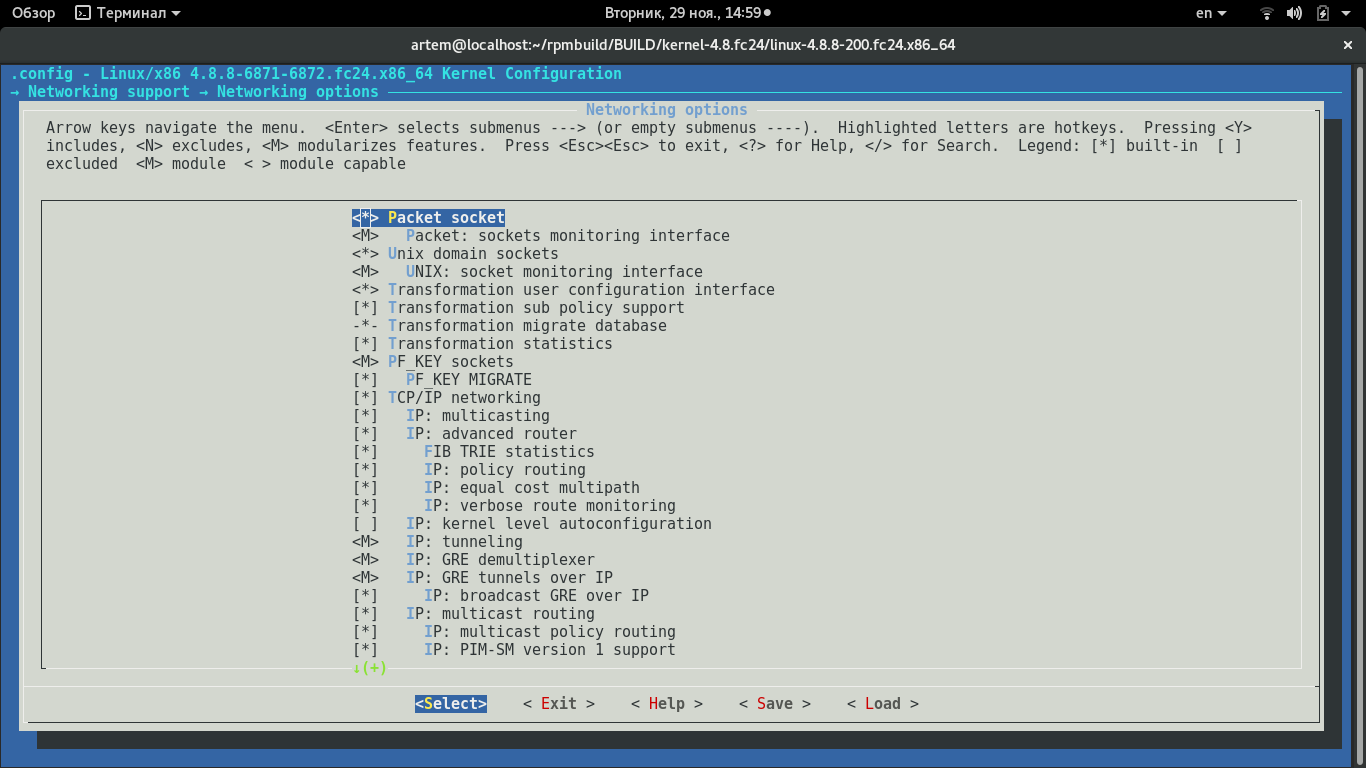 Обзор Терминал Вторник, 29 ноя., 14:59 en
artem@localhost:~/rpmbuild/BUILD/kernel-4.8.fc24/linux-4.8.8-200.fc24.x86_64 ×
.config - Linux/x86 4.8.8-6871-6872.fc24.x86_64 Kernel Configuration
→ Networking support → Networking options
Networking options
Arrow keys navigate the menu.  <Enter> selects submenus ---> (or empty submenus ----).  Highlighted letters are hotkeys.  Pressing <Y>
includes, <N> excludes, <M> modularizes features.  Press <Esc><Esc> to exit, <?> for Help, </> for Search.  Legend: [*] built-in  [ ]
excluded  <M> module  < > module capable
<*> Packet socket
<M>   Packet: sockets monitoring interface
<*> Unix domain sockets
<M>   UNIX: socket monitoring interface
<*> Transformation user configuration interface
[*] Transformation sub policy support
-*- Transformation migrate database
[*] Transformation statistics
<M> PF_KEY sockets
[*]   PF_KEY MIGRATE
[*] TCP/IP networking
[*]   IP: multicasting
[*]   IP: advanced router
[*]     FIB TRIE statistics
[*]     IP: policy routing
[*]     IP: equal cost multipath
[*]     IP: verbose route monitoring
[ ]   IP: kernel level autoconfiguration
<M>   IP: tunneling
<M>   IP: GRE demultiplexer
<M>   IP: GRE tunnels over IP
[*]     IP: broadcast GRE over IP
[*]   IP: multicast routing
[*]     IP: multicast policy routing
[*]     IP: PIM-SM version 1 support
↓(+)
<Select>    < Exit >    < Help >    < Save >    < Load >